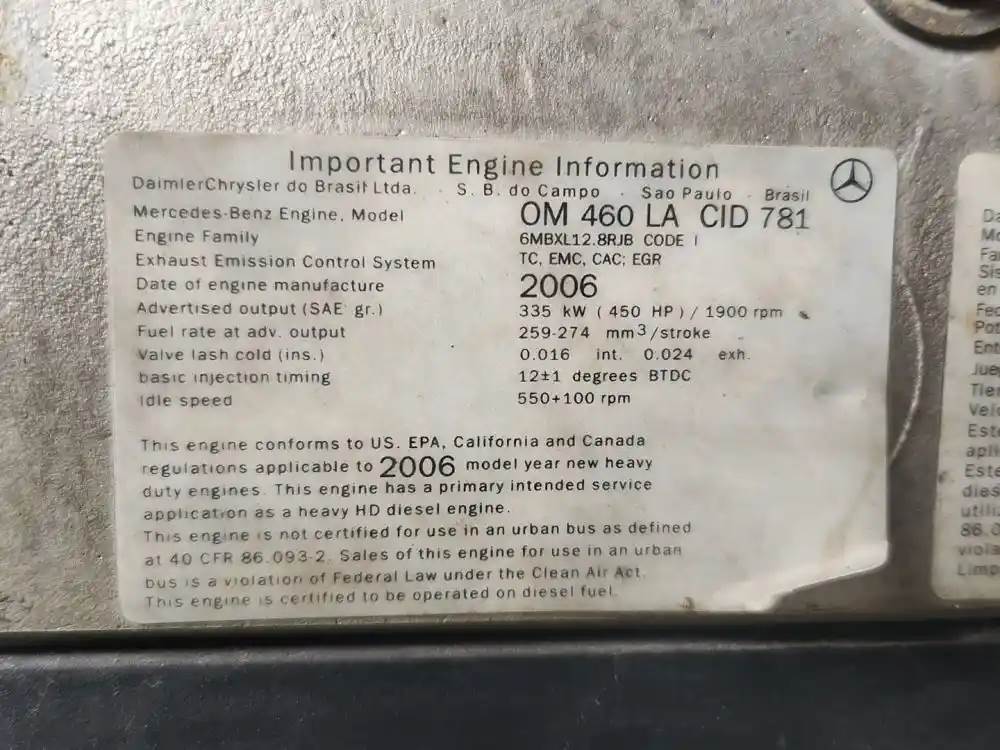 Important Engine Information
DaimlerChrysler do Brasil Ltda. · S. B. do Campo · Sao Paulo · Brasil
Mercedes-Benz Engine, Model OM 460 LA CID 781
Engine Family 6MBXL12.8RJB CODE I
Exhaust Emission Control System TC, EMC, CAC; EGR
Date of engine manufacture 2006
Advertised output (SAE gr.) 335 kW ( 450 HP ) / 1900 rpm
Fuel rate at adv. output 259-274 mm3/stroke
Valve lash cold (ins.) 0.016 int. 0.024 exh.
basic injection timing 12±1 degrees BTDC
Idle speed 550+100 rpm
This engine conforms to US. EPA, California and Canada
regulations applicable to 2006 model year new heavy
duty engines. This engine has a primary intended service
application as a heavy HD diesel engine.
This engine is not certified for use in an urban bus as defined
at 40 CFR 86.093-2. Sales of this engine for use in an urban
bus is a violation of Federal Law under the Clean Air Act.
This engine is certified to be operated on diesel fuel.
en
Este